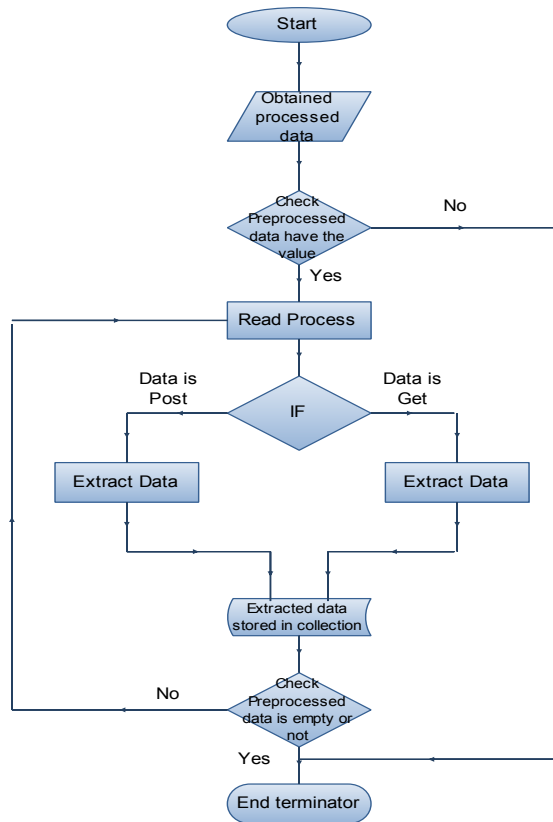 Start
Obtained
processed
data
Check
Preprocessed
data have the
value
No
Yes
Read Process
Data is
Post
IF
Data is
Get
Extract Data
Extract Data
Extracted data
stored in collection
Check
Preprocessed
data is empty or
not
No
Yes
End terminator